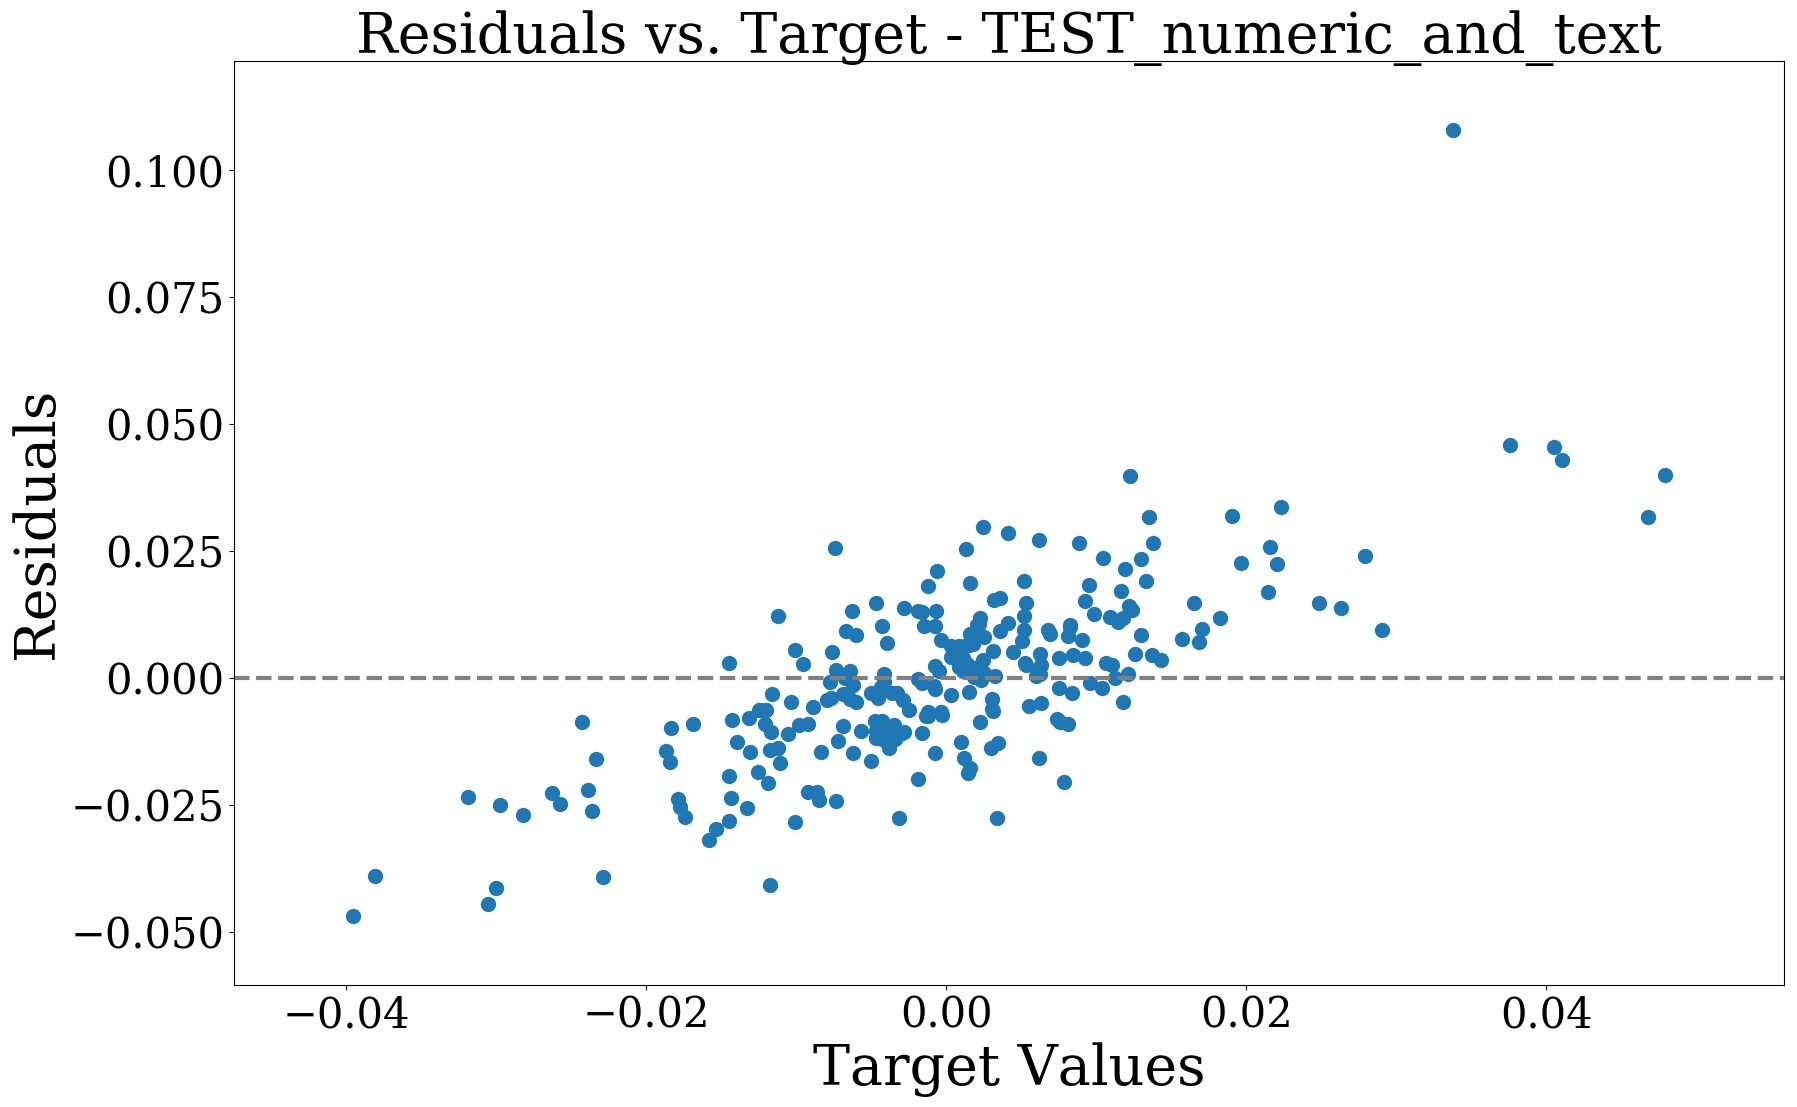 Residuals vs. Target - TEST_numeric_and_text
0.100
0.075
0.050
0.025
0.000
−0.025
−0.050
Residuals
−0.04 −0.02 0.00 0.02 0.04
Target Values